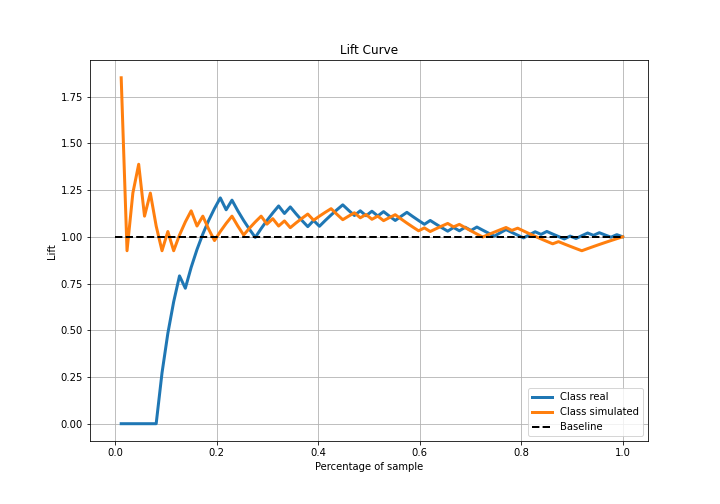 Lift Curve
Lift
1.75
1.50
1.25
1.00
0.75
0.50
0.25
0.00
Class real
Class simulated
Baseline
0.0 0.2 0.4 0.6 0.8 1.0
Percentage of sample